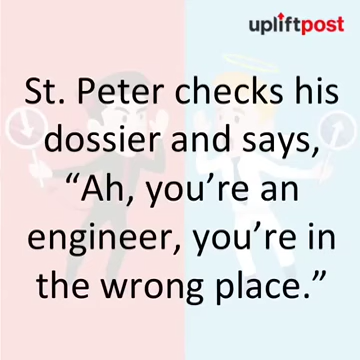 upliftpost
St. Peter checks his
dossier and says,
“Ah, you’re an
engineer, you’re in
the wrong place.”